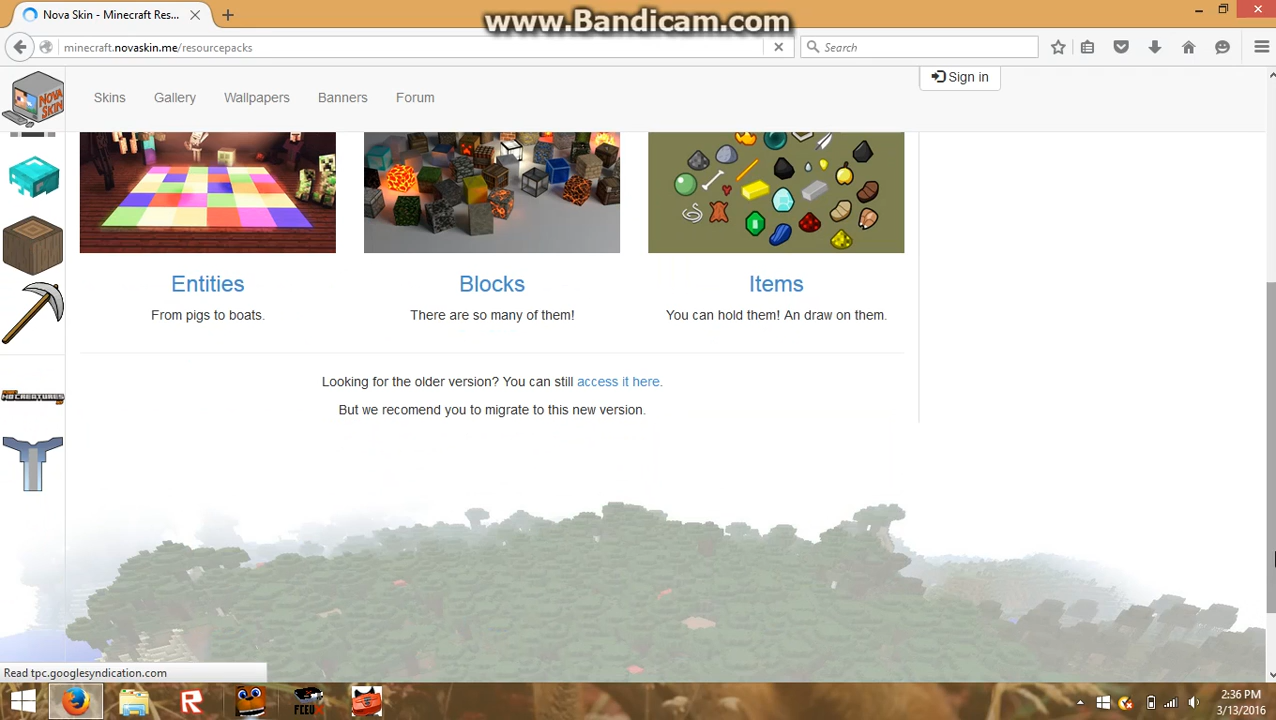 www.Bandicam.com
Nova Skin - Minecraft Res...
minecraft.novaskin.me/resourcepacks
Search
NOVA SKIN
Skins
Gallery
Wallpapers
Banners
Forum
Sign in
Entities
Blocks
Items
From pigs to boats.
There are so many of them!
You can hold them! An draw on them.
Looking for the older version? You can still access it here.
But we recomend you to migrate to this new version.
Read tpc.googlesyndication.com
FCEU
2:36 PM
3/13/2016